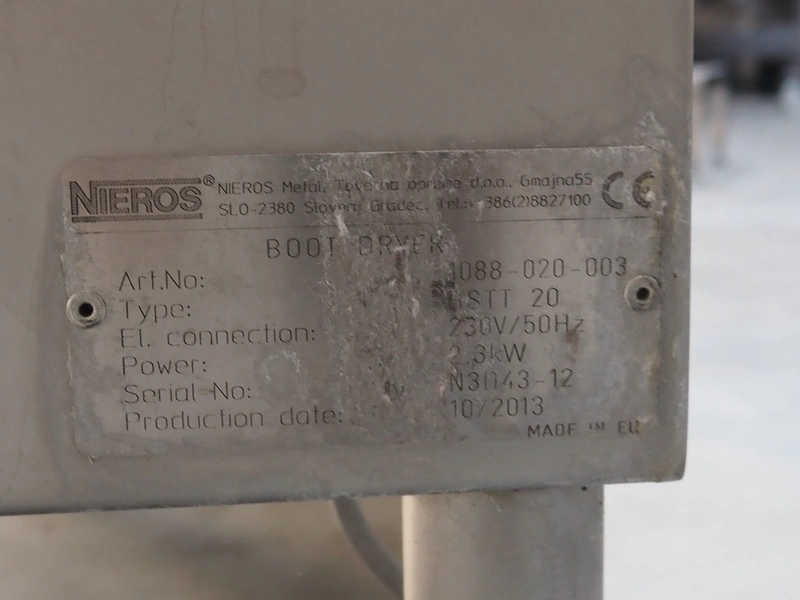 NIEROS® NIEROS Metal, Tovarna opreme d.o.o., Gmajna55
SLO-2380 Slovenj Gradec, Tel.: 386(2)8827100 CE
BOOT DRYER
Art.No: 1088-020-003
Type: STT 20
El. connection: 230V/50Hz
Power: 2.3kW
Serial No: N3043-12
Production date: 10/2013
MADE IN EU